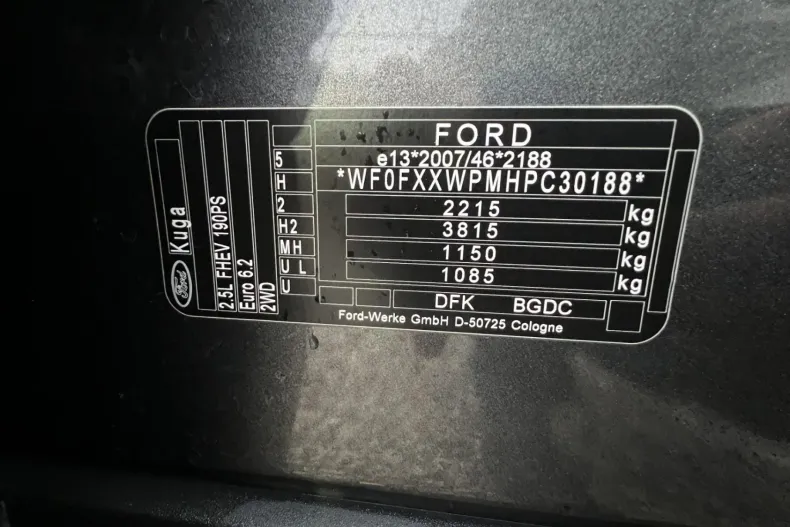 FORD
e13*2007/46*2188
*WF0FXXWPMHPC30188*
2215 kg
3815 kg
1150 kg
1085 kg
DFK BGDC
Ford-Werke GmbH D-50725 Cologne
5
H
2
H2
MH
U L
U
Ford Kuga
2.5L FHEV 190PS
Euro 6.2
2WD